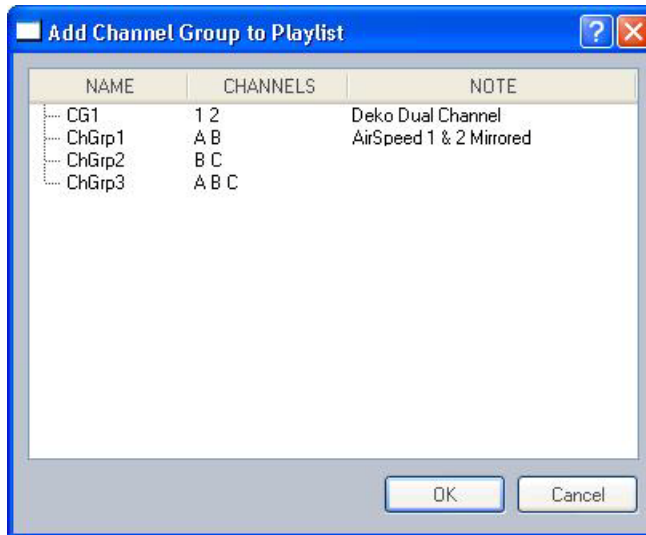 Add Channel Group to Playlist
?
NAME CHANNELS NOTE
CG1 1 2 Deko Dual Channel
ChGrp1 A B AirSpeed 1 & 2 Mirrored
ChGrp2 B C
ChGrp3 A B C
OK Cancel